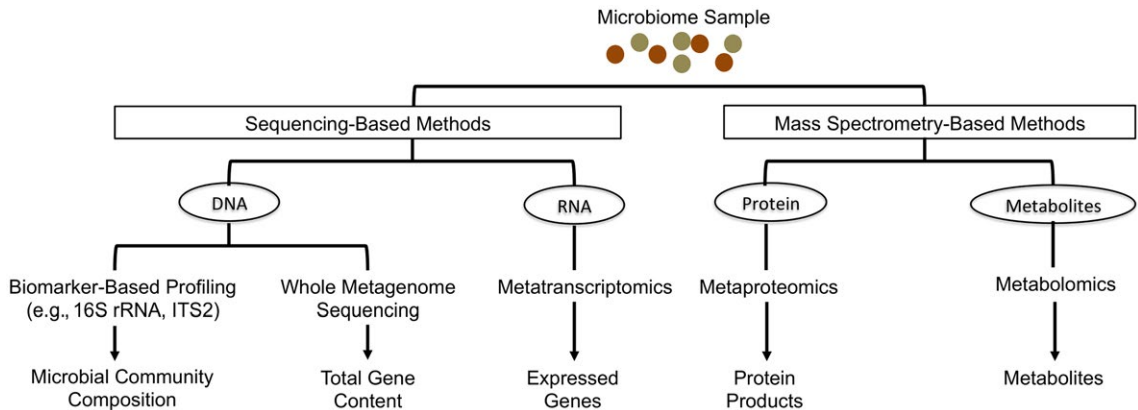 Microbiome Sample
Sequencing-Based Methods
Mass Spectrometry-Based Methods
DNA
RNA
Protein
Metabolites
Biomarker-Based Profiling
(e.g., 16S rRNA, ITS2)
Whole Metagenome
Sequencing
Metatranscriptomics
Metaproteomics
Metabolomics
Microbial Community
Composition
Total Gene
Content
Expressed
Genes
Protein
Products
Metabolites